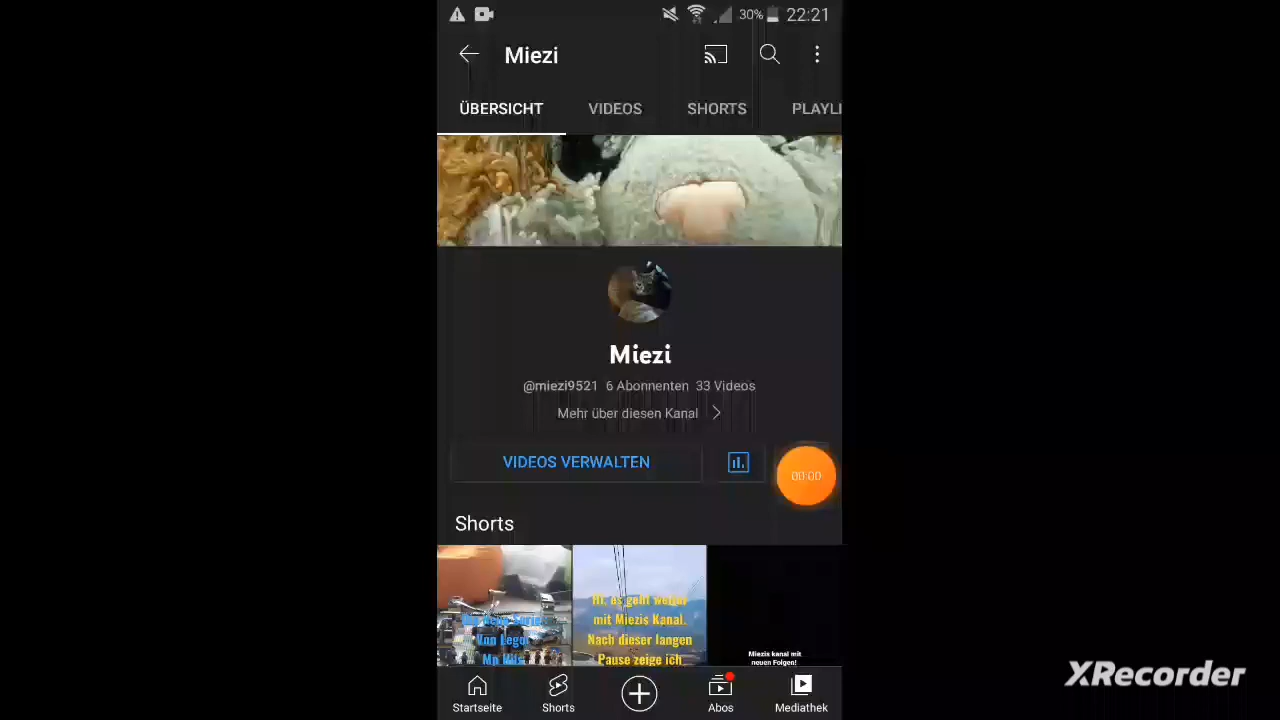 30% 22:21
Miezi
ÜBERSICHT VIDEOS SHORTS PLAYLI
Miezi
@miezi9521 6 Abonnenten 33 Videos
Mehr über diesen Kanal
VIDEOS VERWALTEN
00:00
Shorts
Hi, es geht weiter
mit Miezis Kanal.
Nach dieser langen
Pause zeige ich
Miezis kanal mit
neuen Folgen!
Startseite Shorts Abos Mediathek
XRecorder